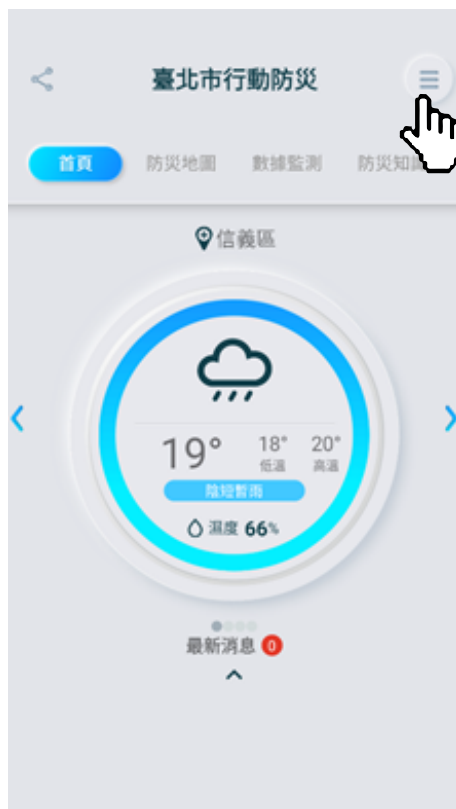 臺北市行動防災
首頁 防災地圖 數據監測 防災知識
信義區
19° 18° 20°
低溫 高溫
陰短暫雨
濕度 66%
最新消息 0